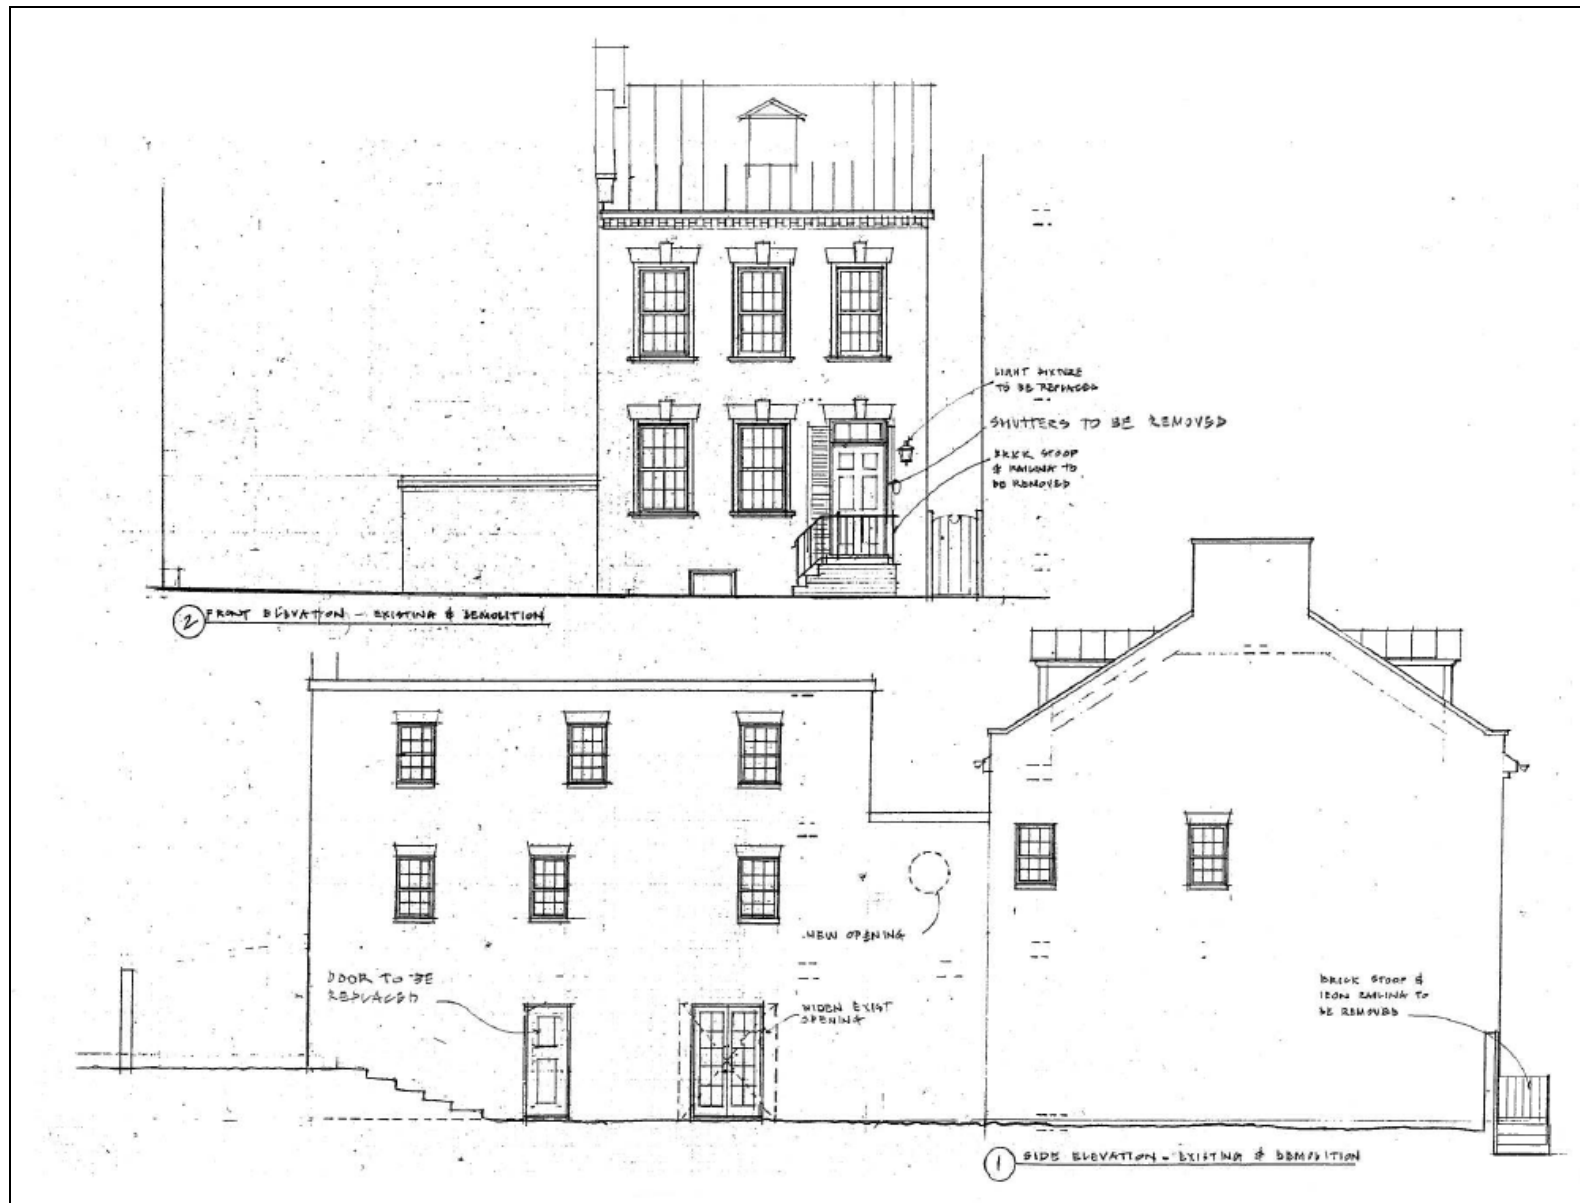 LIGHT FIXTURE
TO BE REPLACED
SHUTTERS TO BE REMOVED
BRICK STOOP
& RAILING TO
BE REMOVED
2 FRONT ELEVATION - EXISTING & DEMOLITION
NEW OPENING
DOOR TO BE
REPLACED
WIDEN EXIST
OPENING
BRICK STOOP &
IRON RAILING TO
BE REMOVED
1 SIDE ELEVATION - EXISTING & DEMOLITION